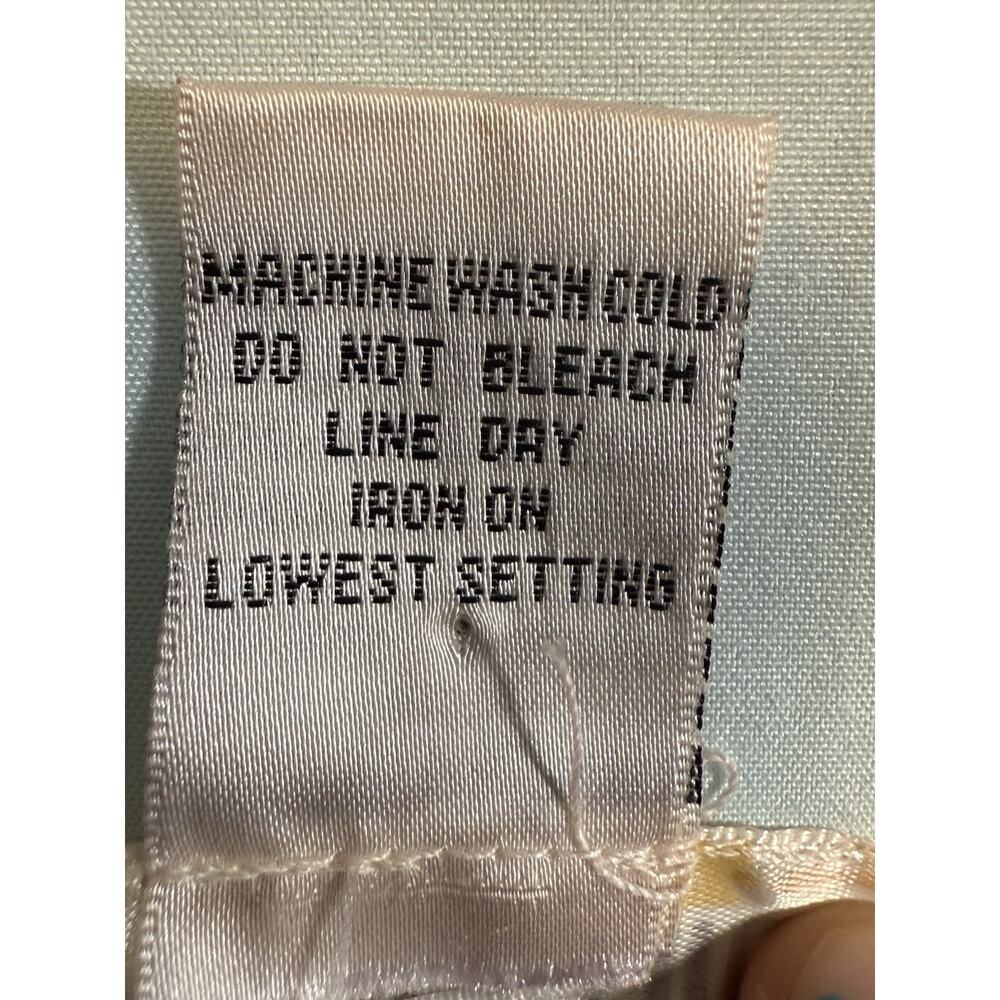 MACHINE WASH COLD
DO NOT BLEACH
LINE DRY
IRON ON
LOWEST SETTING